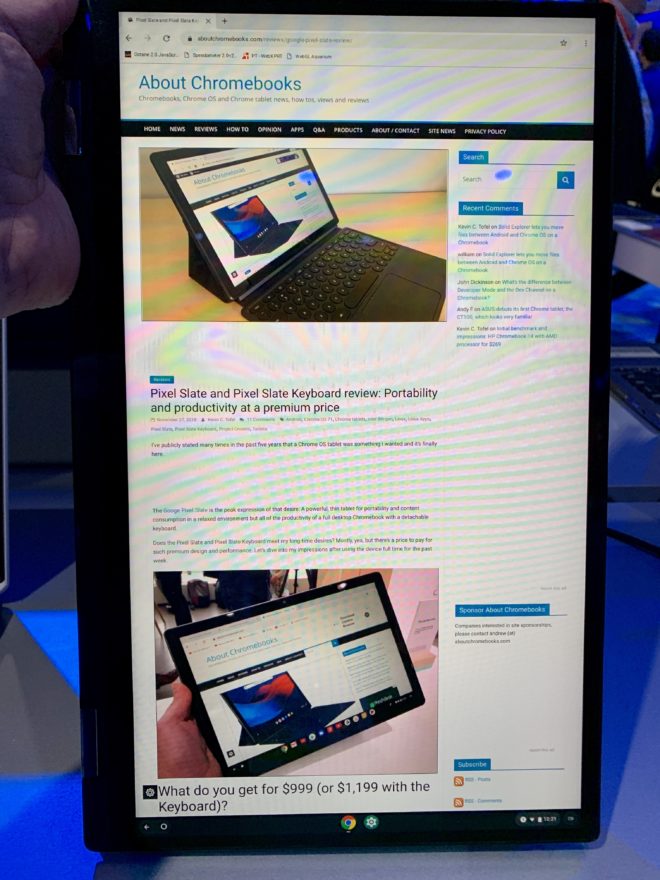 Pixel Slate and Pixel Slate Ke
aboutchromebooks.com/reviews/google-pixel-slate-review/
Octane 2.0 JavaScr...
Speedometer 2.0
WebGL Aquarium
About Chromebooks
Chromebooks, Chrome OS and Chrome tablet news, how tos, views and reviews
HOME NEWS REVIEWS HOW TO OPINION APPS Q&A PRODUCTS ABOUT / CONTACT SITE NEWS PRIVACY POLICY
About Chromebooks
Search
Search
Recent Comments
Kevin C. Tofel on Solid Explorer lets you move
files between Android and Chrome OS on a
Chromebook
william on Solid Explorer lets you move files
between Android and Chrome OS on a
Chromebook
John Dickinson on What's the difference between
Developer Mode and the Dev Channel on a
Chromebook?
Andy F on ASUS debuts its first Chrome tablet, the
CT100, which looks very familiar
Kevin C. Tofel on Initial benchmark and
impressions: HP Chromebook 14 with AMD
processor for $269
Reviews
Pixel Slate and Pixel Slate Keyboard review: Portability
and productivity at a premium price
Kevin C. Tofel 11 Comments Android, Chrome OS 71, Chrome tablets, Intel
Pixel Slate, Pixel Slate Keyboard, Project Crostini, Tablets
I've publicly stated many times in the past five years that a Chrome OS tablet was something I wanted and it's finally
here.
The Google Pixel Slate is the peak expression of that desire: A powerful, thin tablet for portability and content
consumption in a relaxed environment but all of the productivity of a full desktop Chromebook with a detachable
keyboard.
Does the Pixel Slate and Pixel Slate Keyboard meet my long time desires? Mostly, yes, but there's a price to pay for
such premium design and performance. Let's dive into my impressions after using the device full time for the past
week.
About Chromebooks
Report this ad
Sponsor About Chromebooks
Companies interested in site sponsorships,
please contact andrew (at)
aboutchromebooks.com
Report this ad
Subscribe
RSS - Posts
RSS - Comments
What do you get for $999 (or $1,199 with the
Keyboard)?
12:21